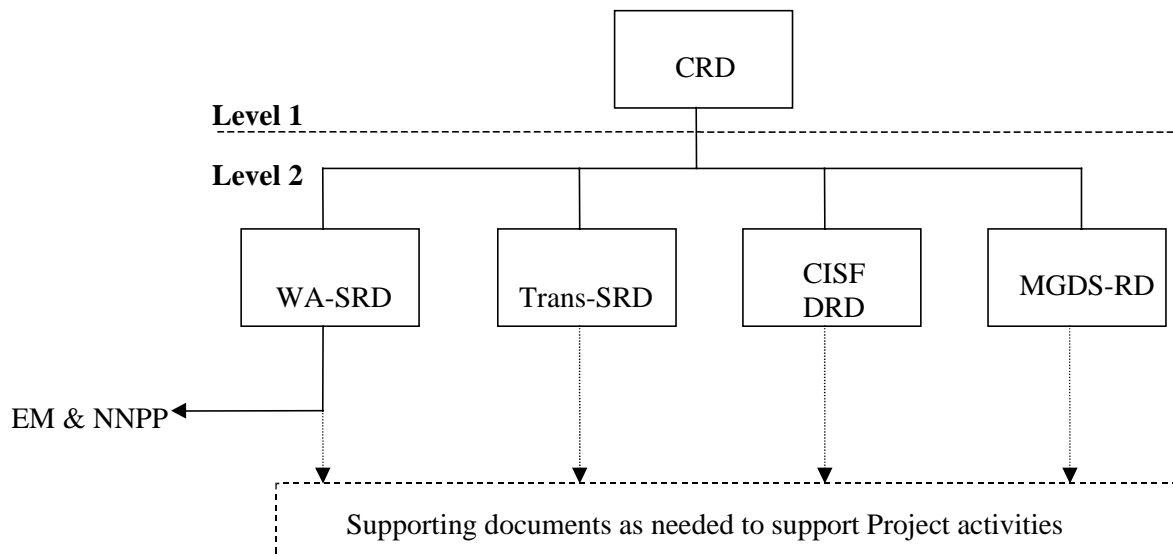 CRD
Level 1
Level 2
WA-SRD
Trans-SRD
CISF
DRD
MGDS-RD
EM & NNPP
Supporting documents as needed to support Project activities